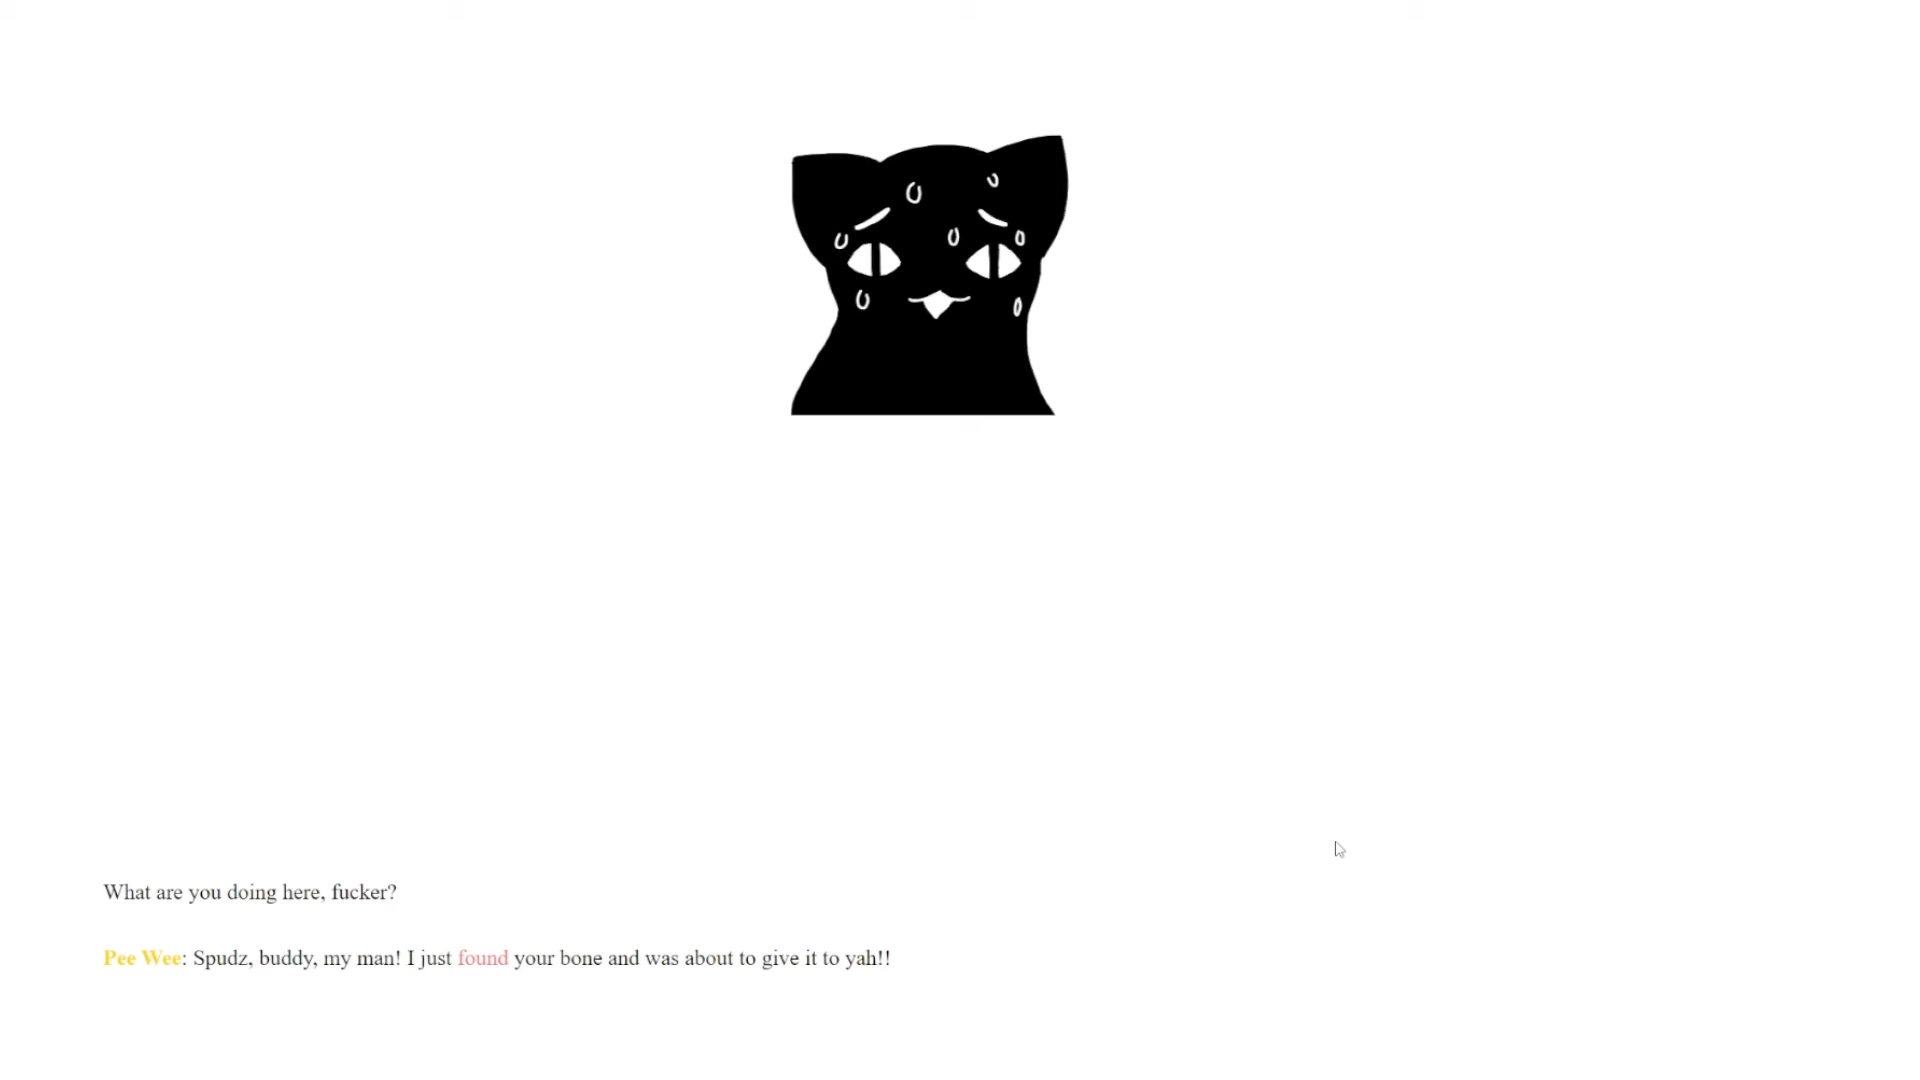 What are you doing here, fucker?
Pee Wee: Spudz, buddy, my man! I just found your bone and was about to give it to yah!!